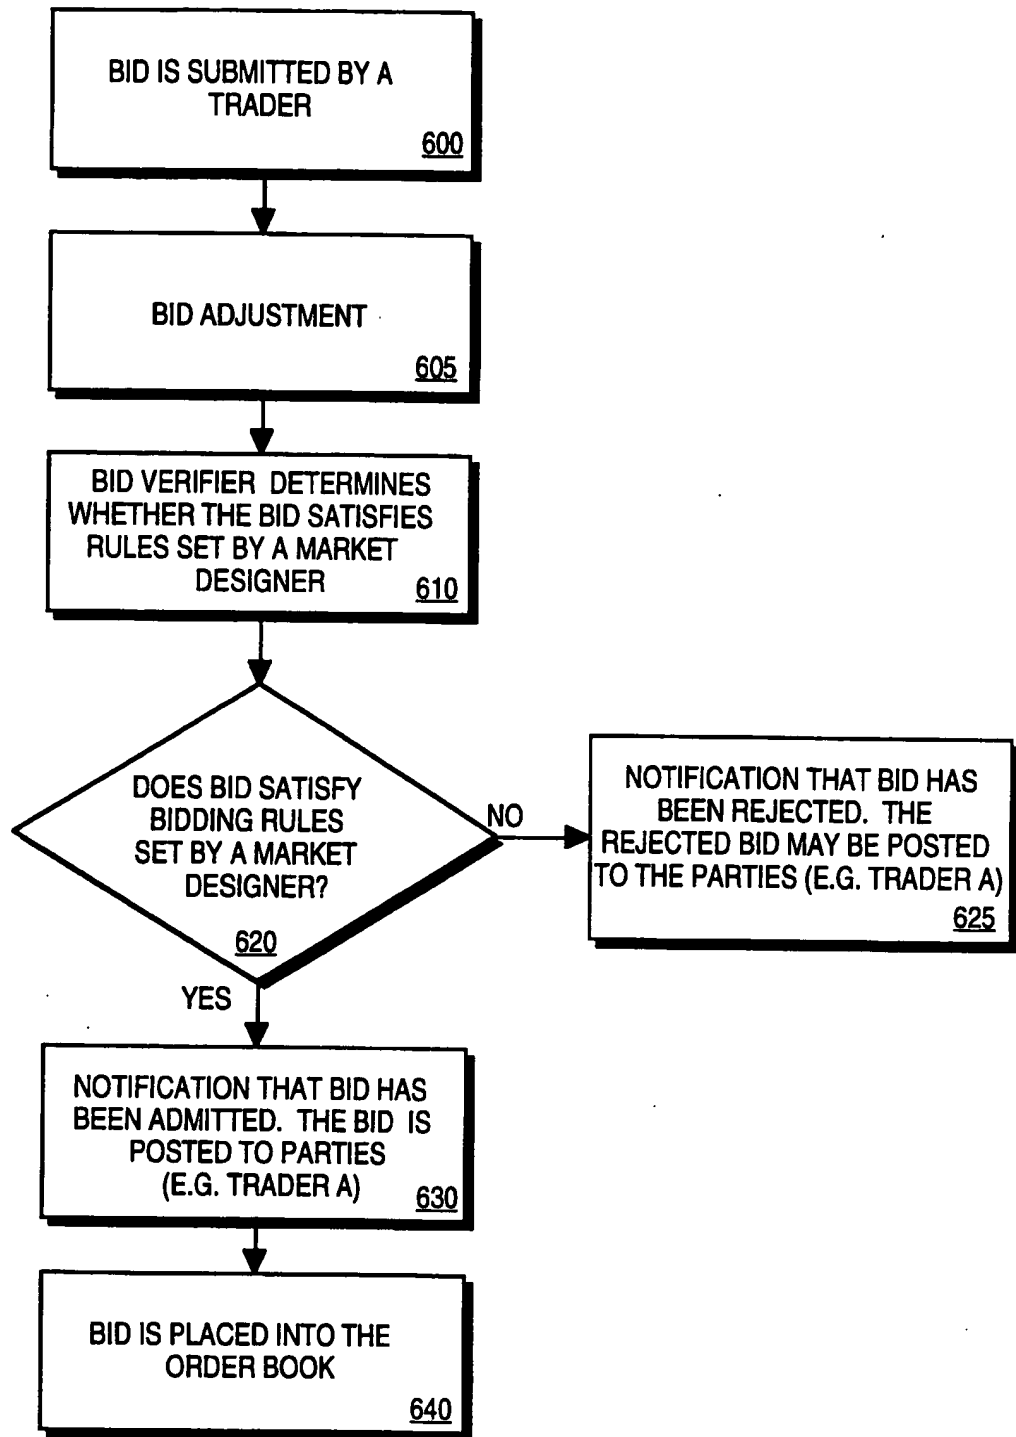 BID IS SUBMITTED BY A
TRADER
600
BID ADJUSTMENT
605
BID VERIFIER DETERMINES
WHETHER THE BID SATISFIES
RULES SET BY A MARKET
DESIGNER
610
DOES BID SATISFY
BIDDING RULES
SET BY A MARKET
DESIGNER?
620
NO
NOTIFICATION THAT BID HAS
BEEN REJECTED. THE
REJECTED BID MAY BE POSTED
TO THE PARTIES (E.G. TRADER A)
625
YES
NOTIFICATION THAT BID HAS
BEEN ADMITTED. THE BID IS
POSTED TO PARTIES
(E.G. TRADER A)
630
BID IS PLACED INTO THE
ORDER BOOK
640